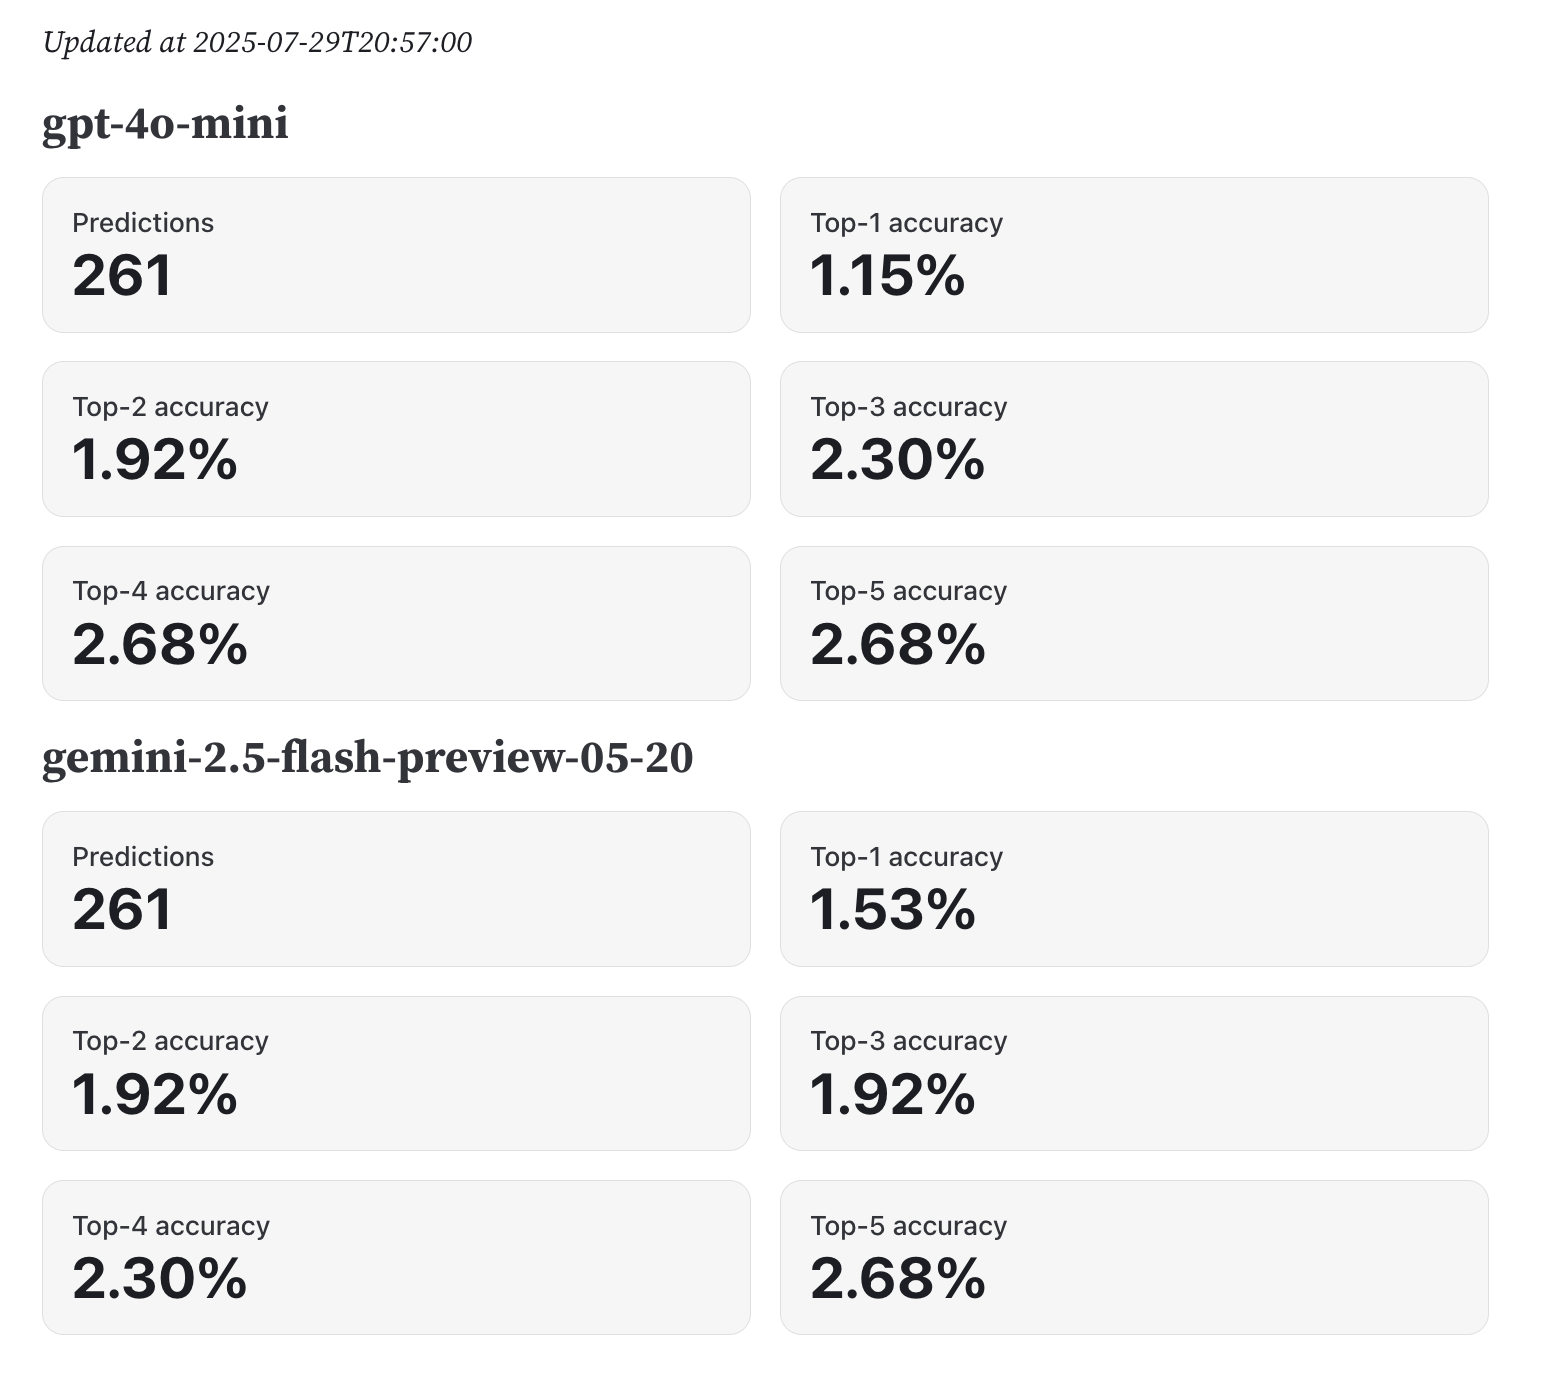 Updated at 2025-07-29T20:57:00
gpt-4o-mini
Predictions
261
Top-1 accuracy
1.15%
Top-2 accuracy
1.92%
Top-3 accuracy
2.30%
Top-4 accuracy
2.68%
Top-5 accuracy
2.68%
gemini-2.5-flash-preview-05-20
Predictions
261
Top-1 accuracy
1.53%
Top-2 accuracy
1.92%
Top-3 accuracy
1.92%
Top-4 accuracy
2.30%
Top-5 accuracy
2.68%